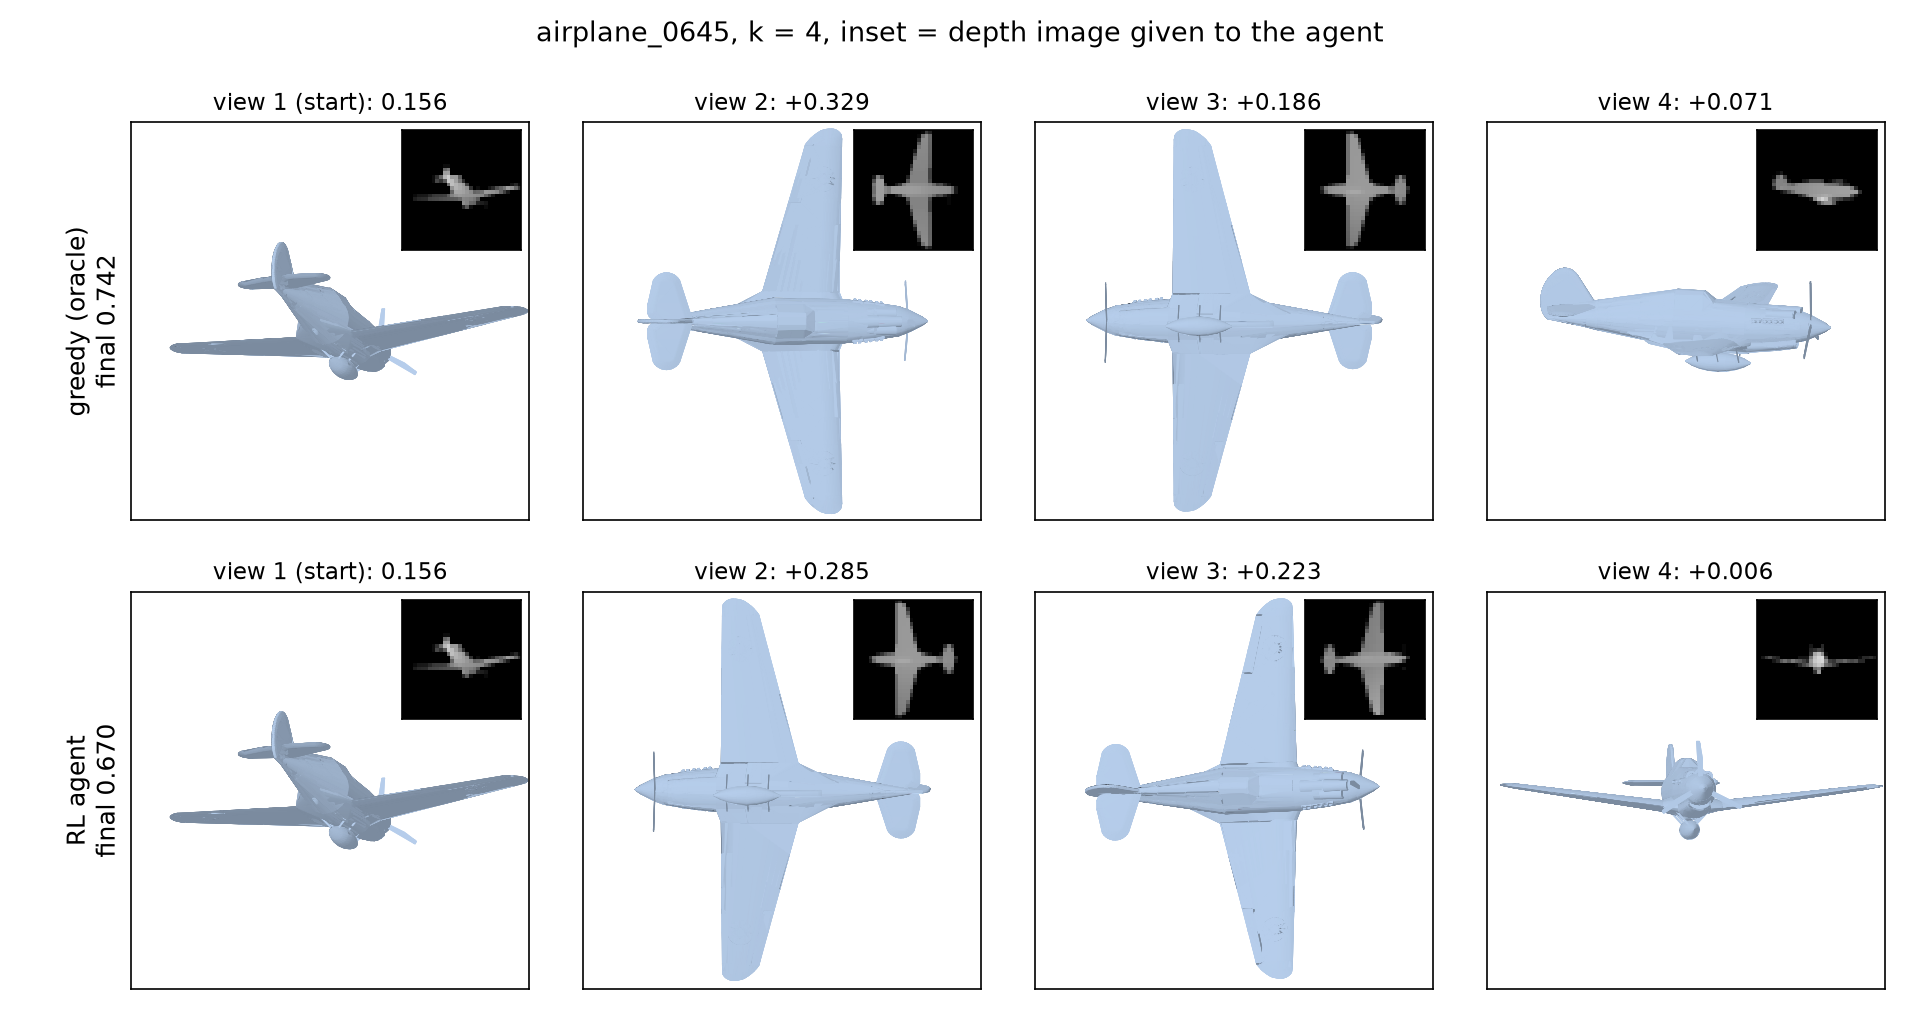 airplane_0645, k = 4, inset = depth image given to the agent
view 1 (start): 0.156
view 2: +0.329
view 3: +0.186
view 4: +0.071
greedy (oracle)
final 0.742
view 1 (start): 0.156
view 2: +0.285
view 3: +0.223
view 4: +0.006
RL agent
final 0.670